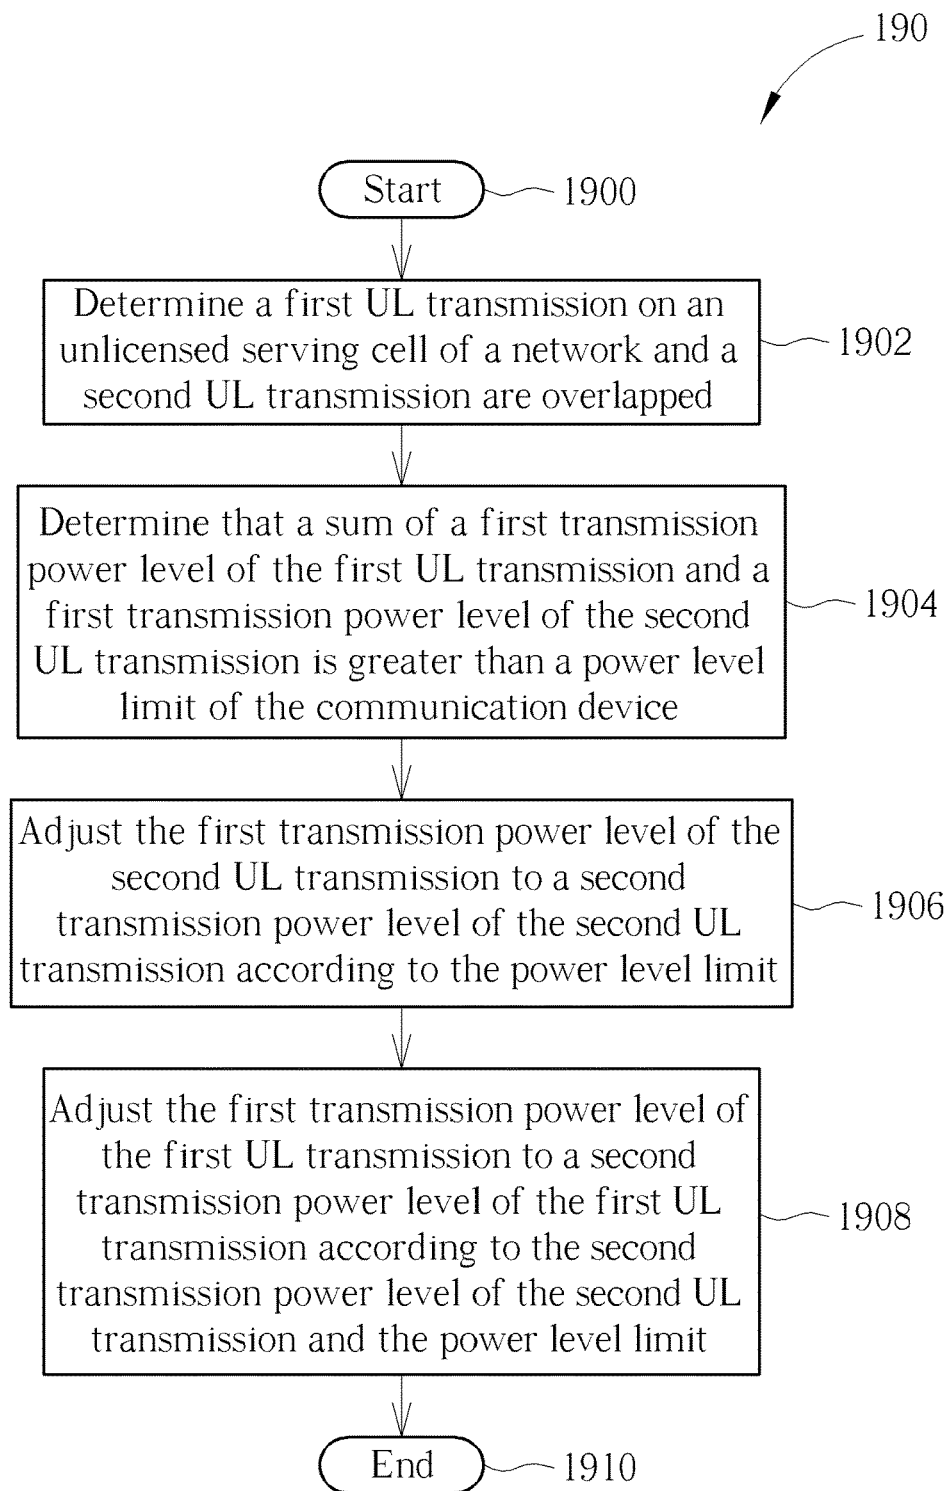 190
Start
1900
Determine a first UL transmission on an
unlicensed serving cell of a network and a
second UL transmission are overlapped
1902
Determine that a sum of a first transmission
power level of the first UL transmission and a
first transmission power level of the second
UL transmission is greater than a power level
limit of the communication device
1904
Adjust the first transmission power level of the
second UL transmission to a second
transmission power level of the second UL
transmission according to the power level limit
1906
Adjust the first transmission power level of
the first UL transmission to a second
transmission power level of the first UL
transmission according to the second
transmission power level of the second UL
transmission and the power level limit
1908
End
1910